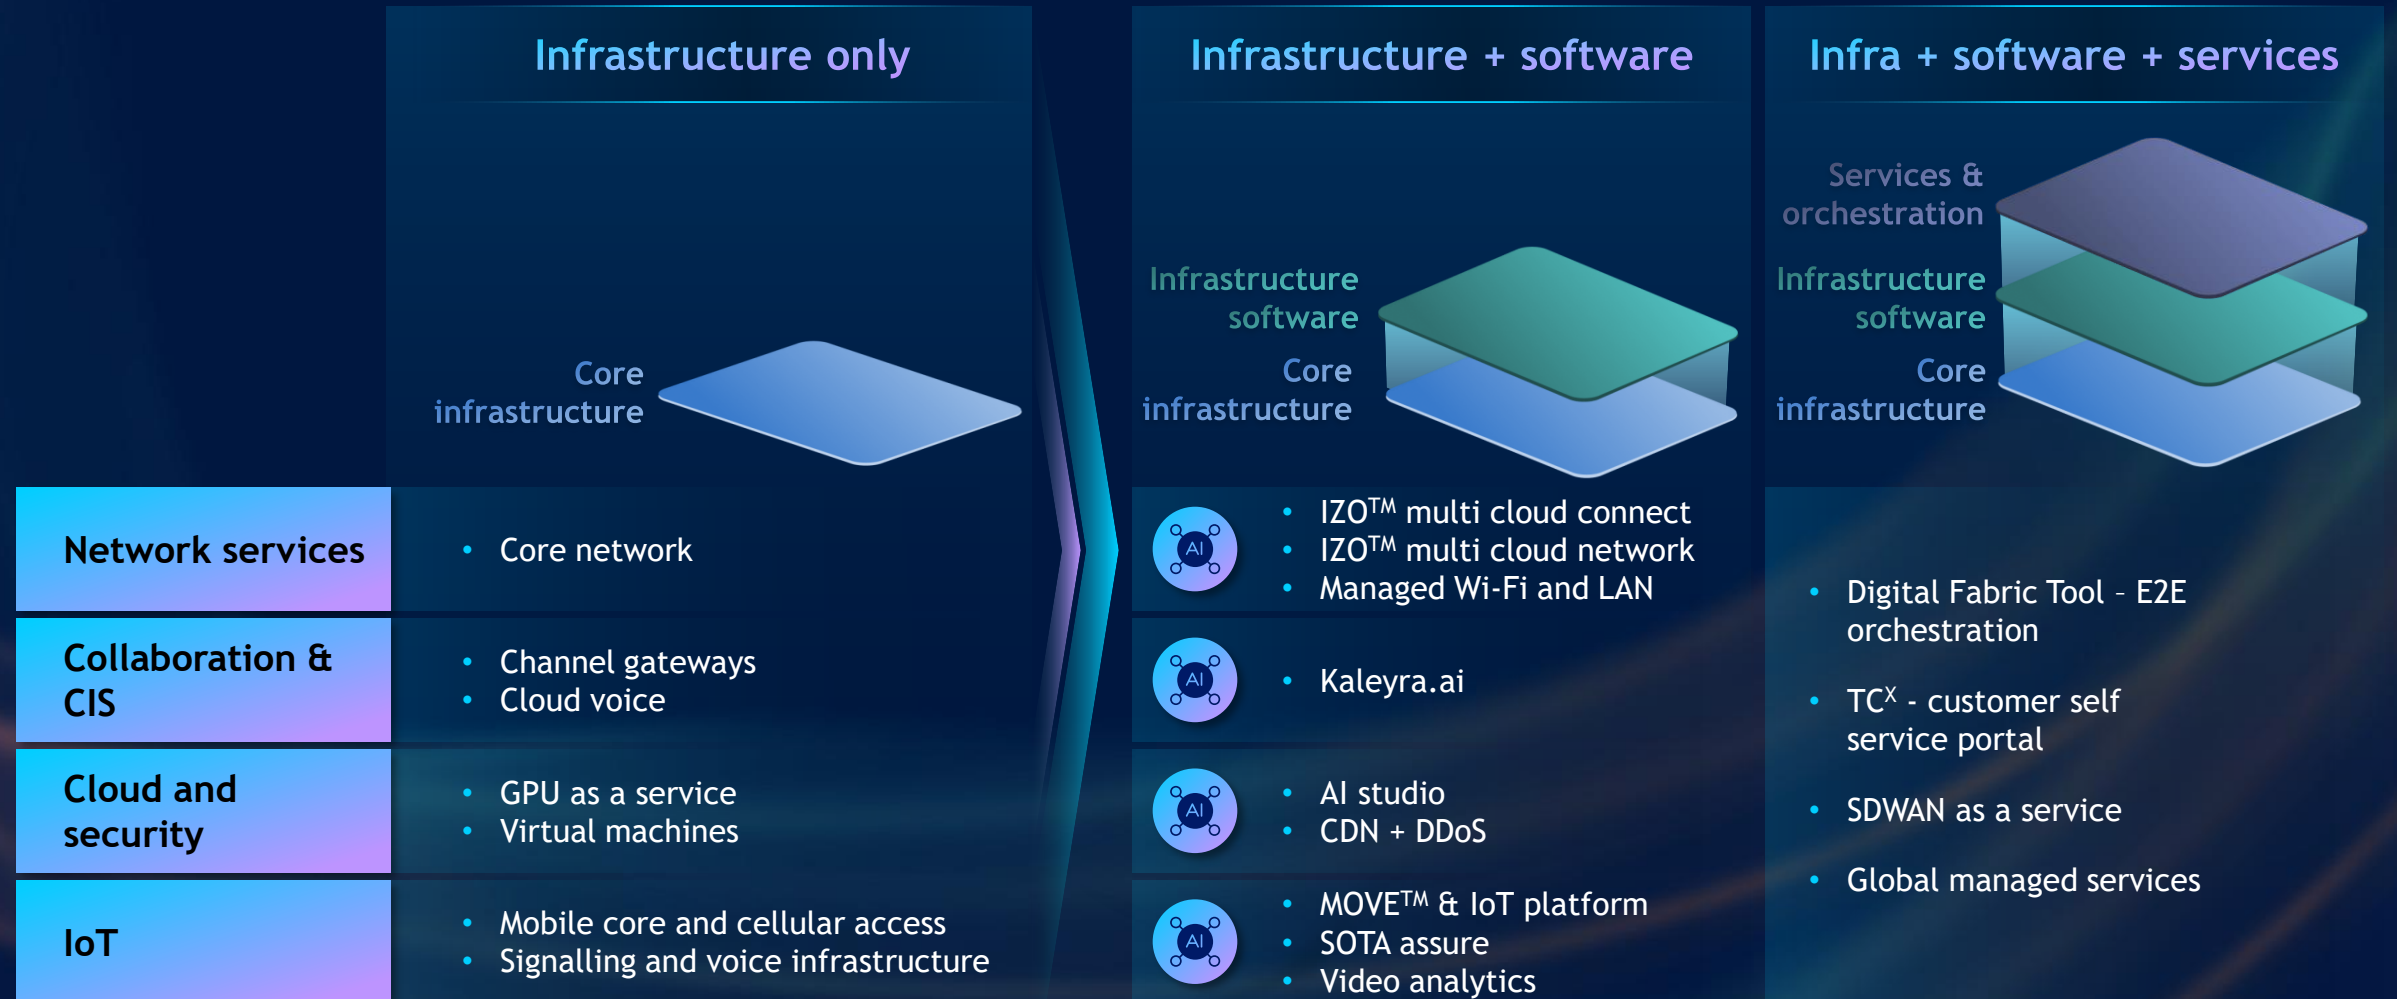 Infrastructure only
Infrastructure + software
Infra + software + services
Core
infrastructure
Infrastructure
software
Core
infrastructure
Services &
orchestration
Infrastructure
software
Core
infrastructure
Network services
• Core network
AI
• IZO™ multi cloud connect
• IZO™ multi cloud network
• Managed Wi-Fi and LAN
Collaboration &
CIS
• Channel gateways
• Cloud voice
AI
• Kaleyra.ai
Cloud and
security
• GPU as a service
• Virtual machines
AI
• AI studio
• CDN + DDoS
IoT
• Mobile core and cellular access
• Signalling and voice infrastructure
AI
• MOVE™ & IoT platform
• SOTA assure
• Video analytics
• Digital Fabric Tool – E2E
orchestration
• TCˣ - customer self
service portal
• SDWAN as a service
• Global managed services